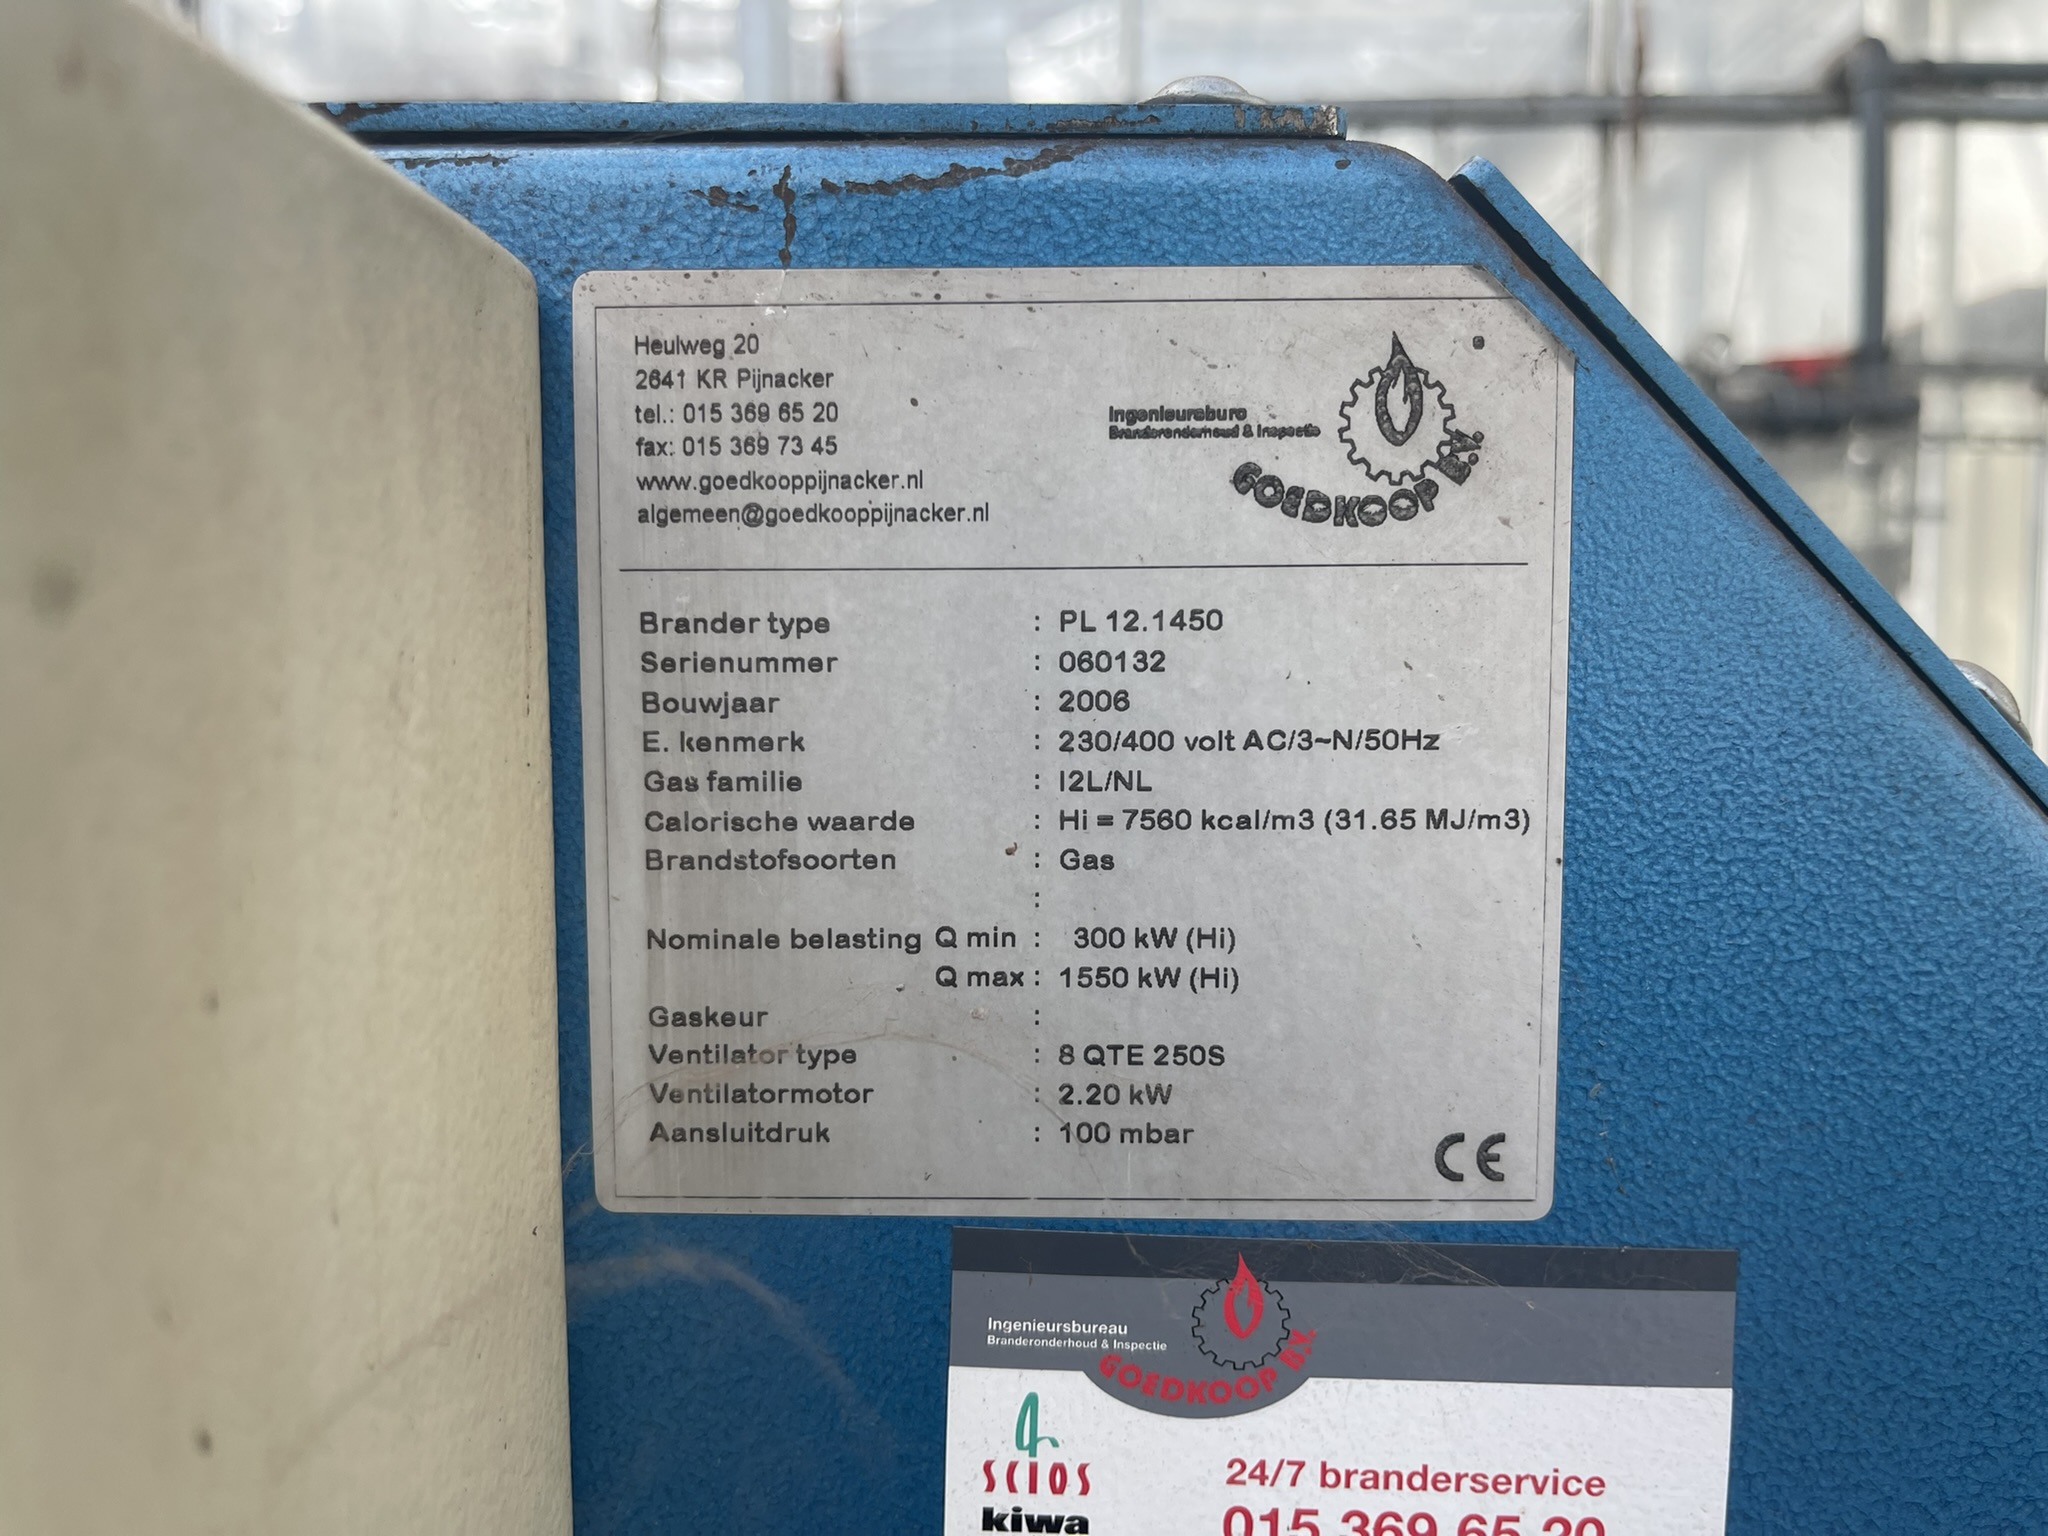 Heulweg 20
2641 KR Pijnacker
tel.: 015 369 65 20
fax: 015 369 73 45
www.goedkooppijnacker.nl
algemeen@goedkooppijnacker.nl
Ingenieursburo
Branderonderhoud & Inspectie
GOEDKOOP B.V.
Brander type : PL 12.1450
Serienummer : 060132
Bouwjaar : 2006
E. kenmerk : 230/400 volt AC/3~N/50Hz
Gas familie : I2L/NL
Calorische waarde : Hi = 7560 kcal/m3 (31.65 MJ/m3)
Brandstofsoorten : Gas
:
Nominale belasting Q min : 300 kW (Hi)
Q max : 1550 kW (Hi)
Gaskeur :
Ventilator type : 8 QTE 250S
Ventilatormotor : 2.20 kW
Aansluitdruk : 100 mbar
CE
Ingenieursbureau
Branderonderhoud & Inspectie
GOEDKOOP B.V.
SCIOS
kiwa
24/7 branderservice
015 369 65 20